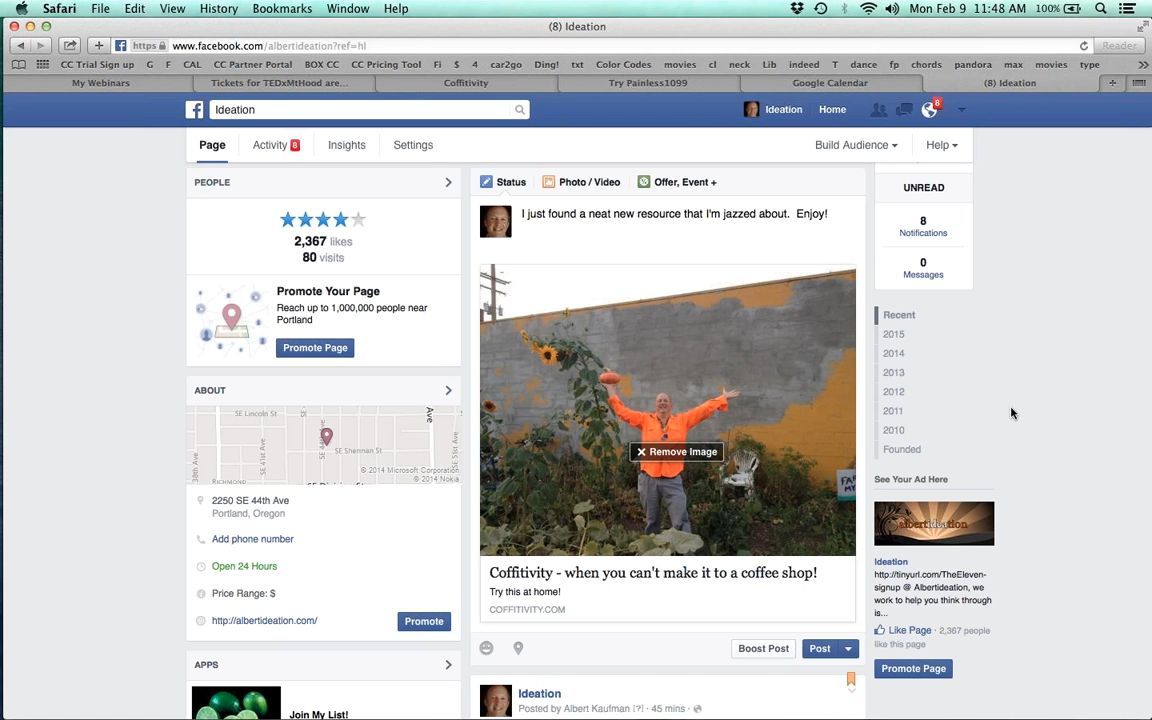 Safari File Edit View History Bookmarks Window Help Mon Feb 9 11:48 AM 100%
(8) Ideation
https www.facebook.com/albertideation?ref=hl Reader
CC Trial Sign up G F CAL CC Partner Portal BOX CC CC Pricing Tool Fi $ 4 car2go Ding! txt Color Codes movies cl neck Lib indeed T dance fp chords pandora max movies type
My Webinars Tickets for TEDxMtHood are... Coffitivity Try Painless1099 Google Calendar (8) Ideation
Ideation
Ideation Home 8
Page Activity 8 Insights Settings Build Audience Help
PEOPLE
2,367 likes
80 visits
Promote Your Page
Reach up to 1,000,000 people near
Portland
Promote Page
ABOUT
SE Lincoln St
Ave
SE 41st Ave
SE Sherman St
RICHMOND
© 2014 Microsoft Corporation
© 2014 Nokia
2250 SE 44th Ave
Portland, Oregon
Add phone number
Open 24 Hours
Price Range: $
http://albertideation.com/
Promote
APPS
Join My List!
Status Photo / Video Offer, Event +
I just found a neat new resource that I'm jazzed about. Enjoy!
Remove Image
Coffitivity - when you can't make it to a coffee shop!
Try this at home!
COFFITIVITY.COM
Boost Post Post
Ideation
Posted by Albert Kaufman [?] · 45 mins ·
UNREAD
8
Notifications
0
Messages
Recent
2015
2014
2013
2012
2011
2010
Founded
See Your Ad Here
albertideation
Ideation
http://tinyurl.com/TheEleven-
signup @ Albertideation, we
work to help you think through
is...
Like Page · 2,367 people
like this page
Promote Page